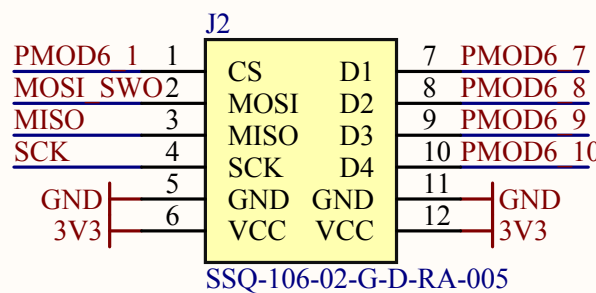 J2
PMOD6_1 1 CS D1 7 PMOD6_7
MOSI_SWO 2 MOSI D2 8 PMOD6_8
MISO 3 MISO D3 9 PMOD6_9
SCK 4 SCK D4 10 PMOD6_10
GND 5 GND GND 11 GND
3V3 6 VCC VCC 12 3V3
SSQ-106-02-G-D-RA-005